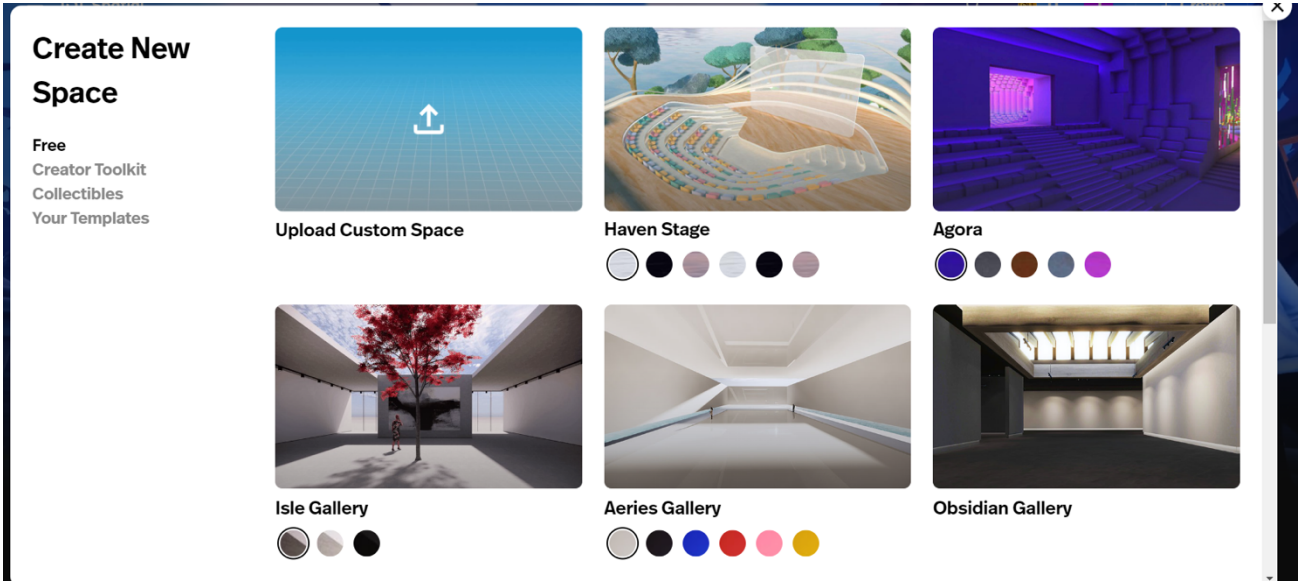 Create New
Space
Free
Creator Toolkit
Collectibles
Your Templates
Upload Custom Space
Haven Stage
Agora
Isle Gallery
Aeries Gallery
Obsidian Gallery